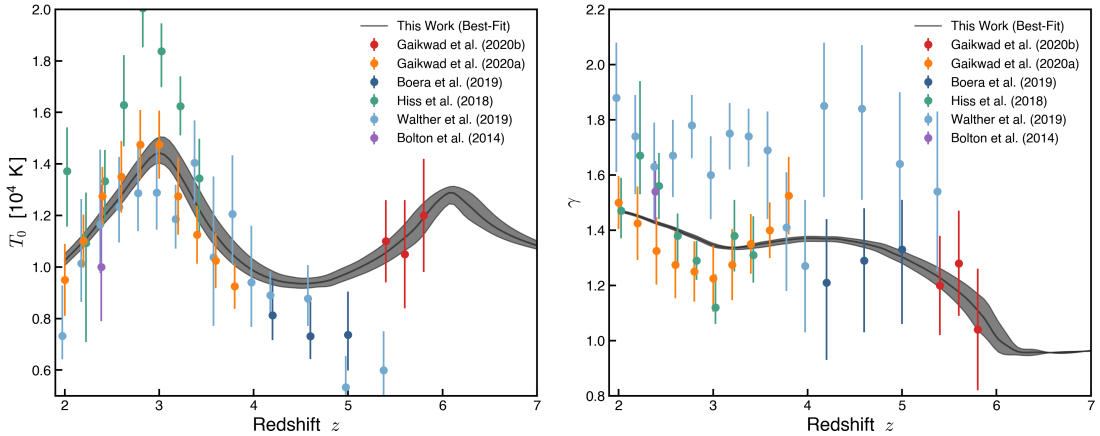 2.0
1.8
1.6
1.4
1.2
1.0
0.8
0.6
T₀ [10⁴ K]
This Work (Best-Fit)
Gaikwad et al. (2020b)
Gaikwad et al. (2020a)
Boera et al. (2019)
Hiss et al. (2018)
Walther et al. (2019)
Bolton et al. (2014)
2 3 4 5 6 7
Redshift z
2.2
2.0
1.8
1.6
1.4
1.2
1.0
0.8
γ
This Work (Best-Fit)
Gaikwad et al. (2020b)
Gaikwad et al. (2020a)
Boera et al. (2019)
Hiss et al. (2018)
Walther et al. (2019)
Bolton et al. (2014)
2 3 4 5 6 7
Redshift z